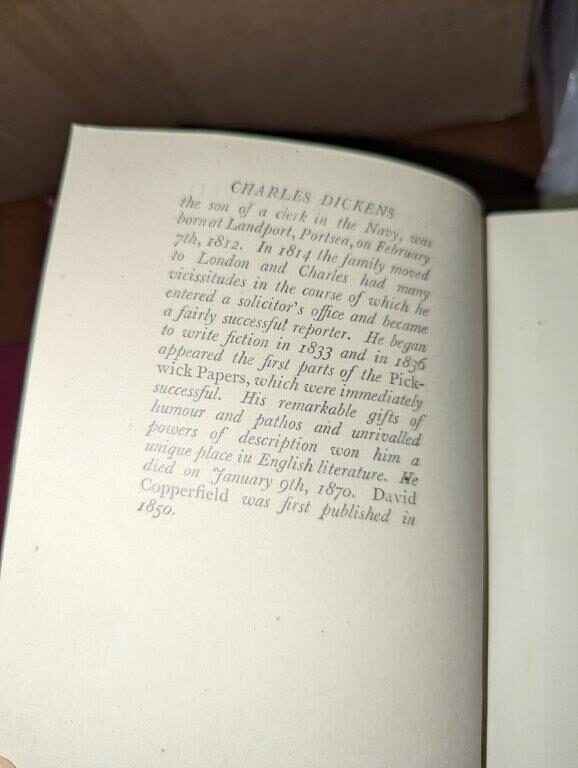 CHARLES DICKENS
the son of a clerk in the Navy, was
born at Landport, Portsea, on February
7th, 1812. In 1814 the family moved
to London and Charles had many
vicissitudes in the course of which he
entered a solicitor's office and became
a fairly successful reporter. He began
to write fiction in 1833 and in 1836
appeared the first parts of the Pick-
wick Papers, which were immediately
successful. His remarkable gifts of
humour and pathos and unrivalled
powers of description won him a
unique place in English literature. He
died on January 9th, 1870. David
Copperfield was first published in
1850.